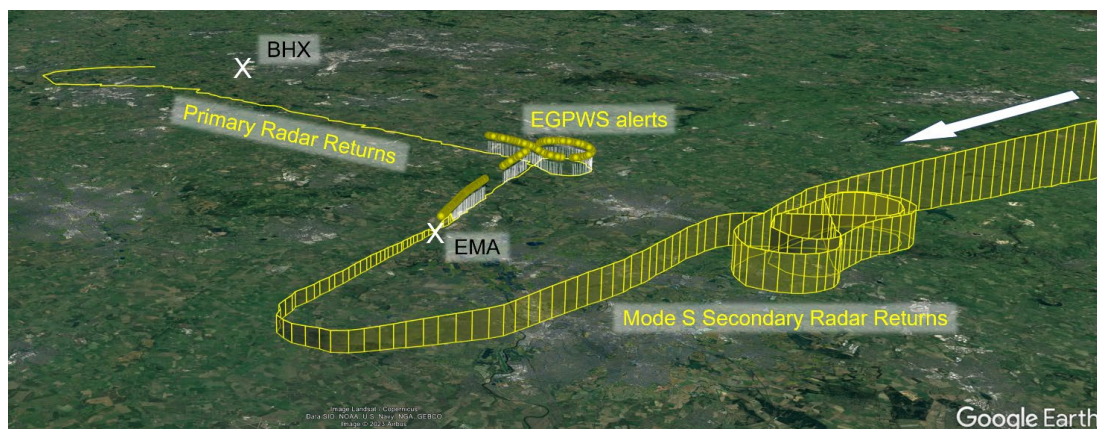 BHX
Primary Radar Returns
EGPWS alerts
EMA
Mode S Secondary Radar Returns
Image Landsat / Copernicus
Data SIO, NOAA, U.S. Navy, NGA, GEBCO
Image © 2023 Airbus
Google Earth